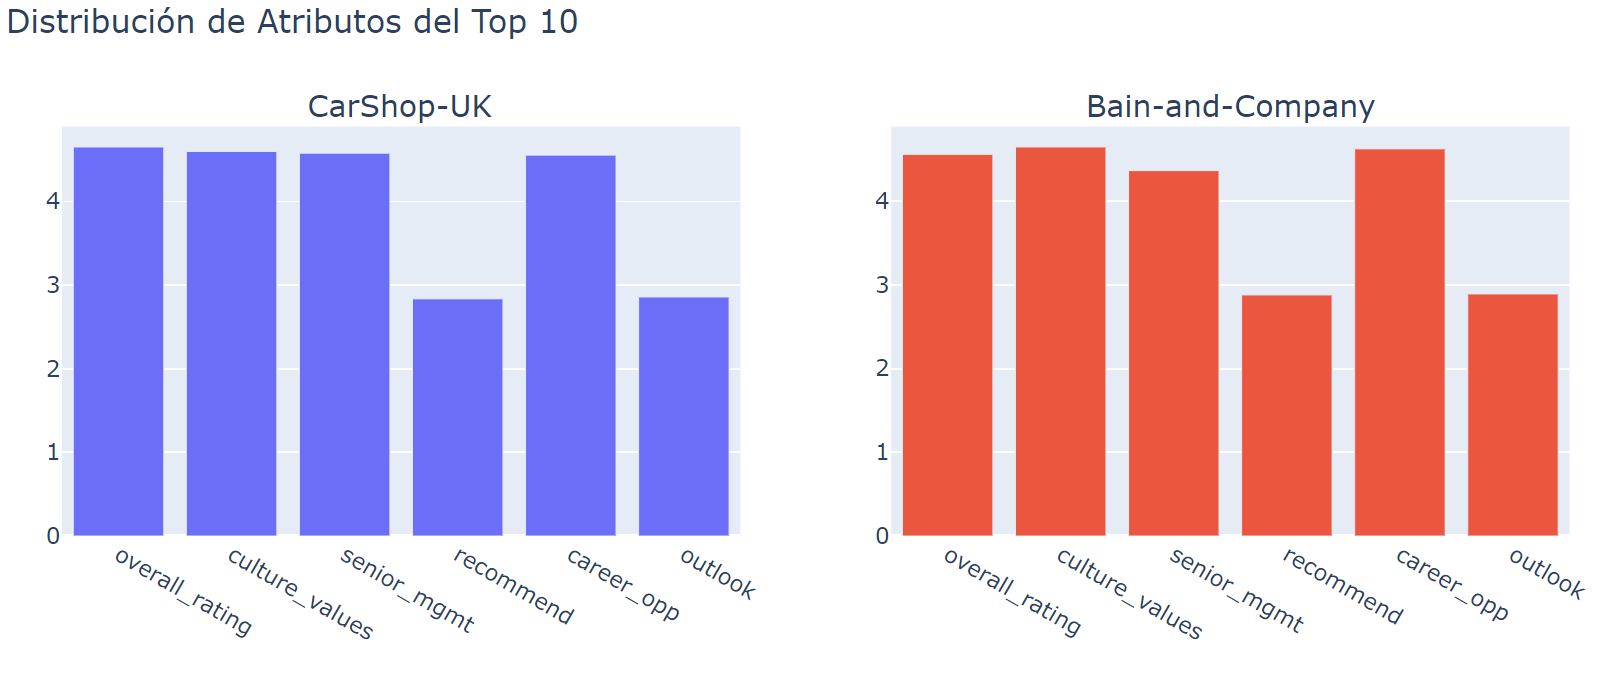 Distribución de Atributos del Top 10
CarShop-UK
4
3
2
1
0
overall_rating
culture_values
senior_mgmt
recommend
career_opp
outlook
Bain-and-Company
4
3
2
1
0
overall_rating
culture_values
senior_mgmt
recommend
career_opp
outlook